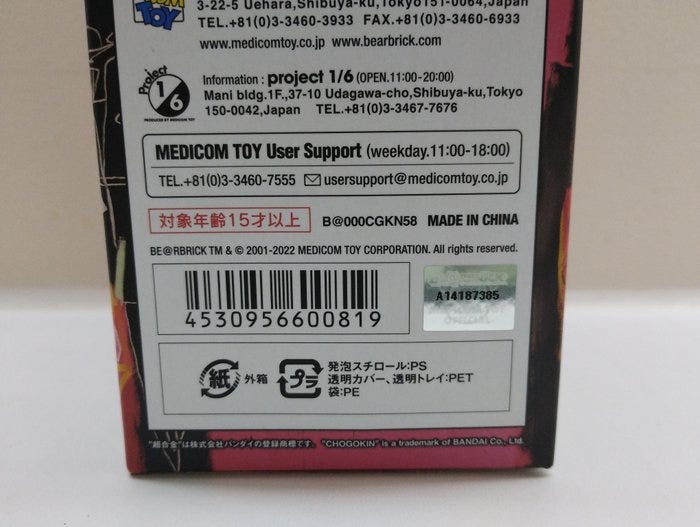 3-22-5 Uehara,Shibuya-ku,Tokyo151-0064,Japan
TEL.+81(0)3-3460-6933 FAX.+81(0)3-3460-6943
www.medicomtoy.co.jp www.bearbrick.com
TOY
Project
1/6
PRODUCED BY MEDICOM TOY
Information : project 1/6 (OPEN.11:00-20:00)
Mani bldg.1F.,37-10 Udagawa-cho,Shibuya-ku,Tokyo
150-0042,Japan TEL.+81(0)3-3467-7676
MEDICOM TOY User Support (weekday.11:00-18:00)
TEL.+81(0)3-3460-7555 usersupport@medicomtoy.co.jp
対象年齢15才以上 B@000CGKN58 MADE IN CHINA
BE@RBRICK TM & © 2001-2022 MEDICOM TOY CORPORATION. All rights reserved.
4530956600819
A14187385
紙 外箱
プラ
発泡スチロール:PS
透明カバー、透明トレイ:PET
袋:PE
"超合金"は株式会社バンダイの登録商標です。 "CHOGOKIN" is a trademark of BANDAI Co., Ltd.